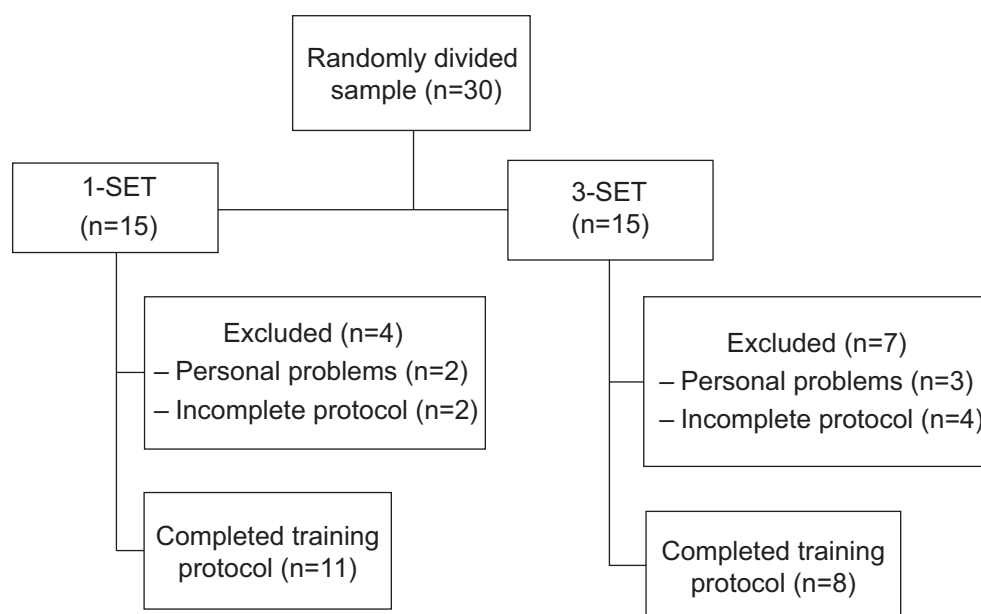 Randomly divided
sample (n=30)
1-SET
(n=15)
3-SET
(n=15)
Excluded (n=4)
– Personal problems (n=2)
– Incomplete protocol (n=2)
Excluded (n=7)
– Personal problems (n=3)
– Incomplete protocol (n=4)
Completed training
protocol (n=11)
Completed training
protocol (n=8)